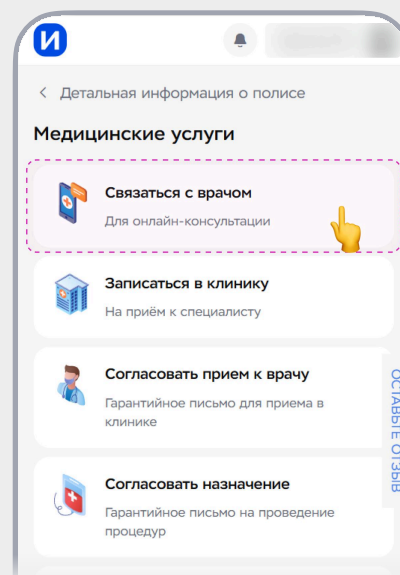 И
Детальная информация о полисе
Медицинские услуги
Связаться с врачом
Для онлайн-консультации
Записаться в клинику
На приём к специалисту
Согласовать прием к врачу
Гарантийное письмо для приема в
клинике
ОСТАВЬТЕ ОТЗЫВ
Согласовать назначение
Гарантийное письмо на проведение
процедур